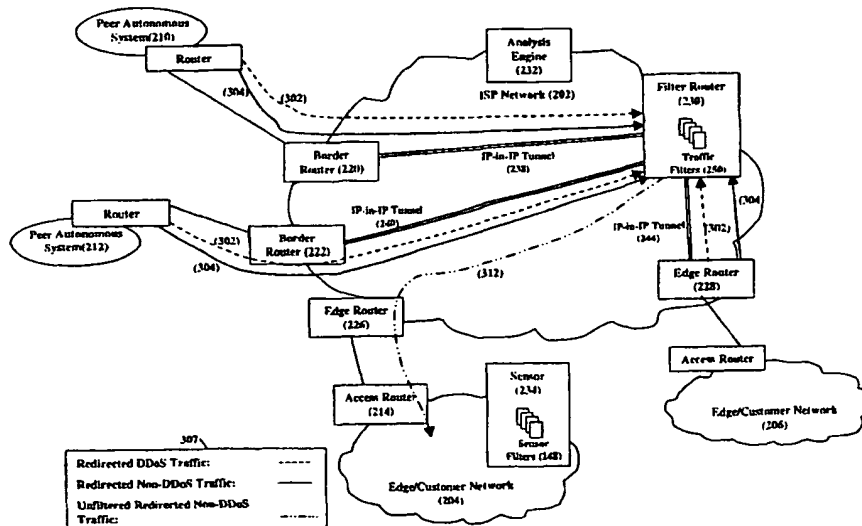 Peer Autonomous
System(210)
Router
(304)
(302)
Analysis
Engine
(232)
ISP Network (202)
Filter Router
(230)
Traffic
Filters (250)
Border
Router (220)
IP-in-IP Tunnel
(238)
Router
Peer Autonomous
System(212)
(302)
(304)
Border
Router (222)
IP-in-IP Tunnel
(240)
(312)
IP-in-IP Tunnel
(244)
(302)
(304
Edge Router
(228)
Edge Router
(226)
Access Router
Edge/Customer Network
(206)
Access Router
(214)
Sensor
(234)
Sensor
Filters (248)
Edge/Customer Network
(204)
307
Redirected DDoS Traffic:
Redirected Non-DDoS Traffic:
Unfiltered Redirected Non-DDoS
Traffic: